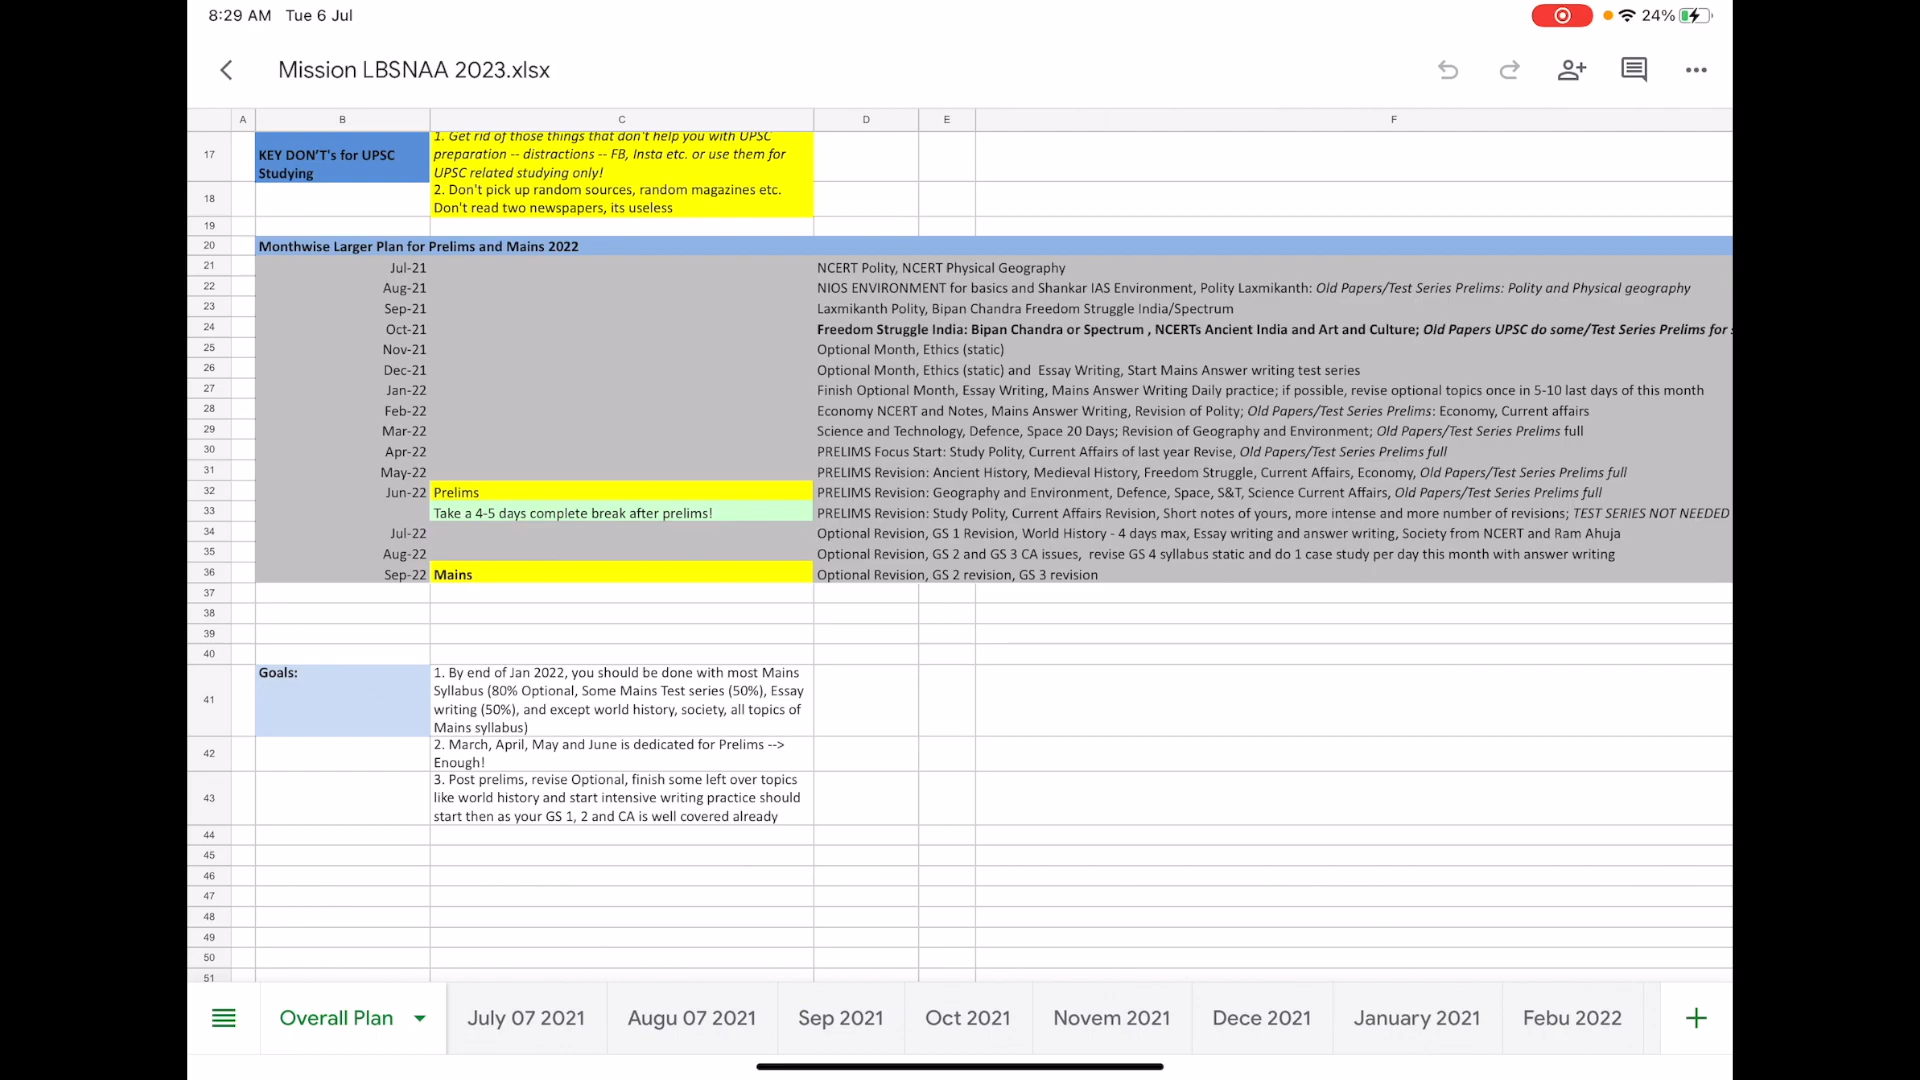 8:29 AM Tue 6 Jul
24%
Mission LBSNAA 2023.xlsx
A B C D E F
17 KEY DON'T's for UPSC Studying
1. Get rid of those things that don't help you with UPSC
preparation -- distractions -- FB, Insta etc. or use them for
UPSC related studying only!
18 2. Don't pick up random sources, random magazines etc.
Don't read two newspapers, its useless
19
20 Monthwise Larger Plan for Prelims and Mains 2022
21 Jul-21 NCERT Polity, NCERT Physical Geography
22 Aug-21 NIOS ENVIRONMENT for basics and Shankar IAS Environment, Polity Laxmikanth: Old Papers/Test Series Prelims: Polity and Physical geography
23 Sep-21 Laxmikanth Polity, Bipan Chandra Freedom Struggle India/Spectrum
24 Oct-21 Freedom Struggle India: Bipan Chandra or Spectrum , NCERTs Ancient India and Art and Culture; Old Papers UPSC do some/Test Series Prelims for
25 Nov-21 Optional Month, Ethics (static)
26 Dec-21 Optional Month, Ethics (static) and Essay Writing, Start Mains Answer writing test series
27 Jan-22 Finish Optional Month, Essay Writing, Mains Answer Writing Daily practice; if possible, revise optional topics once in 5-10 last days of this month
28 Feb-22 Economy NCERT and Notes, Mains Answer Writing, Revision of Polity; Old Papers/Test Series Prelims: Economy, Current affairs
29 Mar-22 Science and Technology, Defence, Space 20 Days; Revision of Geography and Environment; Old Papers/Test Series Prelims full
30 Apr-22 PRELIMS Focus Start: Study Polity, Current Affairs of last year Revise, Old Papers/Test Series Prelims full
31 May-22 PRELIMS Revision: Ancient History, Medieval History, Freedom Struggle, Current Affairs, Economy, Old Papers/Test Series Prelims full
32 Jun-22 Prelims PRELIMS Revision: Geography and Environment, Defence, Space, S&T, Science Current Affairs, Old Papers/Test Series Prelims full
33 Take a 4-5 days complete break after prelims! PRELIMS Revision: Study Polity, Current Affairs Revision, Short notes of yours, more intense and more number of revisions; TEST SERIES NOT NEEDED
34 Jul-22 Optional Revision, GS 1 Revision, World History - 4 days max, Essay writing and answer writing, Society from NCERT and Ram Ahuja
35 Aug-22 Optional Revision, GS 2 and GS 3 CA issues, revise GS 4 syllabus static and do 1 case study per day this month with answer writing
36 Sep-22 Mains Optional Revision, GS 2 revision, GS 3 revision
37
38
39
40
41 Goals: 1. By end of Jan 2022, you should be done with most Mains
Syllabus (80% Optional, Some Mains Test series (50%), Essay
writing (50%), and except world history, society, all topics of
Mains syllabus)
42 2. March, April, May and June is dedicated for Prelims -->
Enough!
43 3. Post prelims, revise Optional, finish some left over topics
like world history and start intensive writing practice should
start then as your GS 1, 2 and CA is well covered already
44
45
46
47
48
49
50
51
Overall Plan July 07 2021 Augu 07 2021 Sep 2021 Oct 2021 Novem 2021 Dece 2021 January 2021 Febu 2022